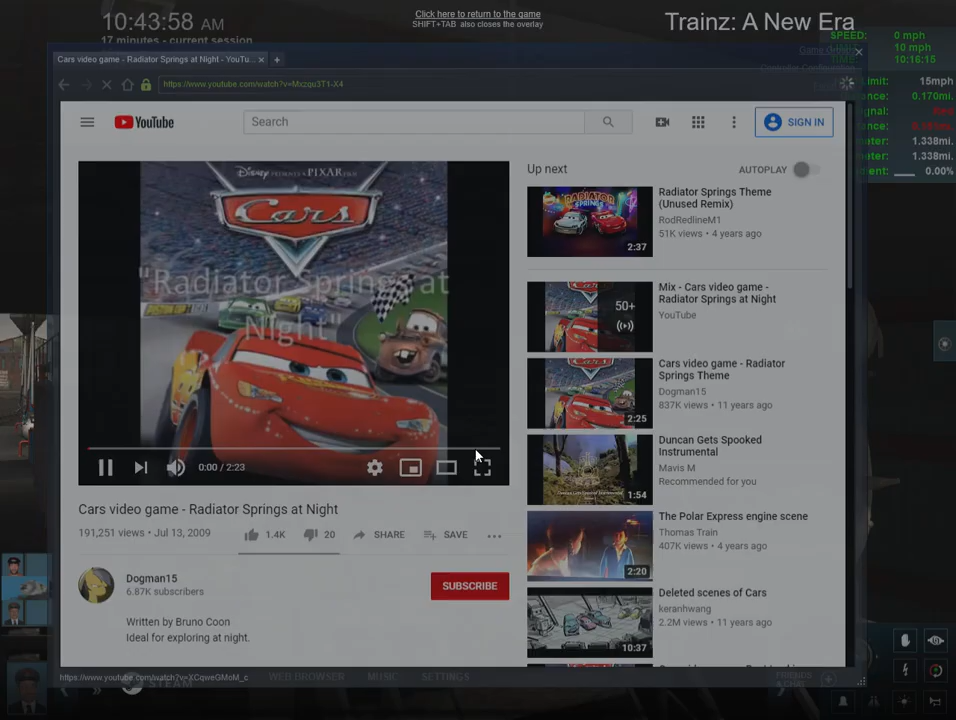 10:43:58 AM
17 minutes - current session
Click here to return to the game
SHIFT+TAB also closes the overlay
Trainz: A New Era
SPEED: 0 mph
10 mph
TIME: 10:16:15
Limit: 15mph
0.170mi.
1.338mi.
1.338mi.
0.00%
Cars video game - Radiator Springs at Night - YouTu...
YouTube
Search
SIGN IN
Disney PRESENTS A PIXAR
Cars
"Radiator Springs at
Night"
0:00 / 2:23
Cars video game - Radiator Springs at Night
191,251 views • Jul 13, 2009
1.4K
20
SHARE
SAVE
Dogman15
6.87K subscribers
SUBSCRIBE
Written by Bruno Coon
Ideal for exploring at night.
Up next
AUTOPLAY
Radiator Springs Theme
(Unused Remix)
RodRedlineM1
51K views • 4 years ago
2:37
Mix - Cars video game -
Radiator Springs at Night
YouTube
50+
Cars video game - Radiator
Springs Theme
Dogman15
837K views • 11 years ago
2:25
Duncan Gets Spooked
Instrumental
Mavis M
Recommended for you
1:54
The Polar Express engine scene
Thomas Train
407K views • 4 years ago
2:20
Deleted scenes of Cars
keranhwang
2.2M views • 11 years ago
10:37
https://www.youtube.com/watch?v=XCqweGMoM_c
STEAM
WEB BROWSER
MUSIC
SETTINGS
FRIENDS
& CHAT